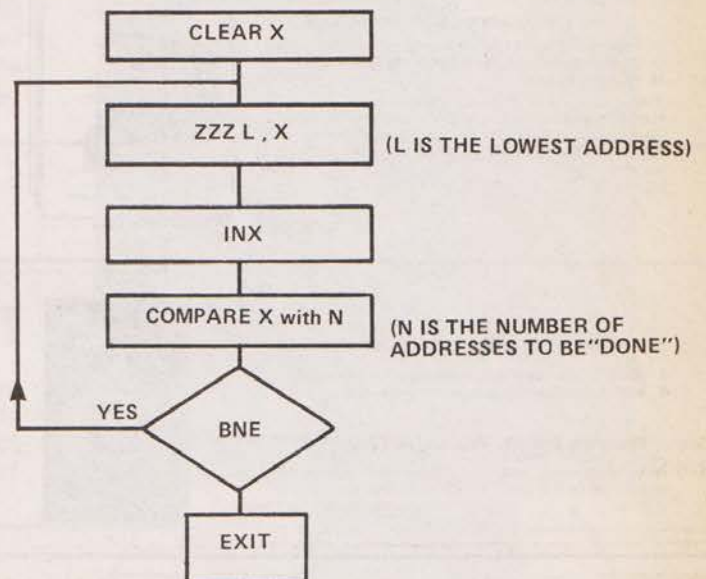 CLEAR X
ZZZ L , X
(L IS THE LOWEST ADDRESS)
INX
COMPARE X with N
(N IS THE NUMBER OF
ADDRESSES TO BE"DONE")
YES
BNE
EXIT